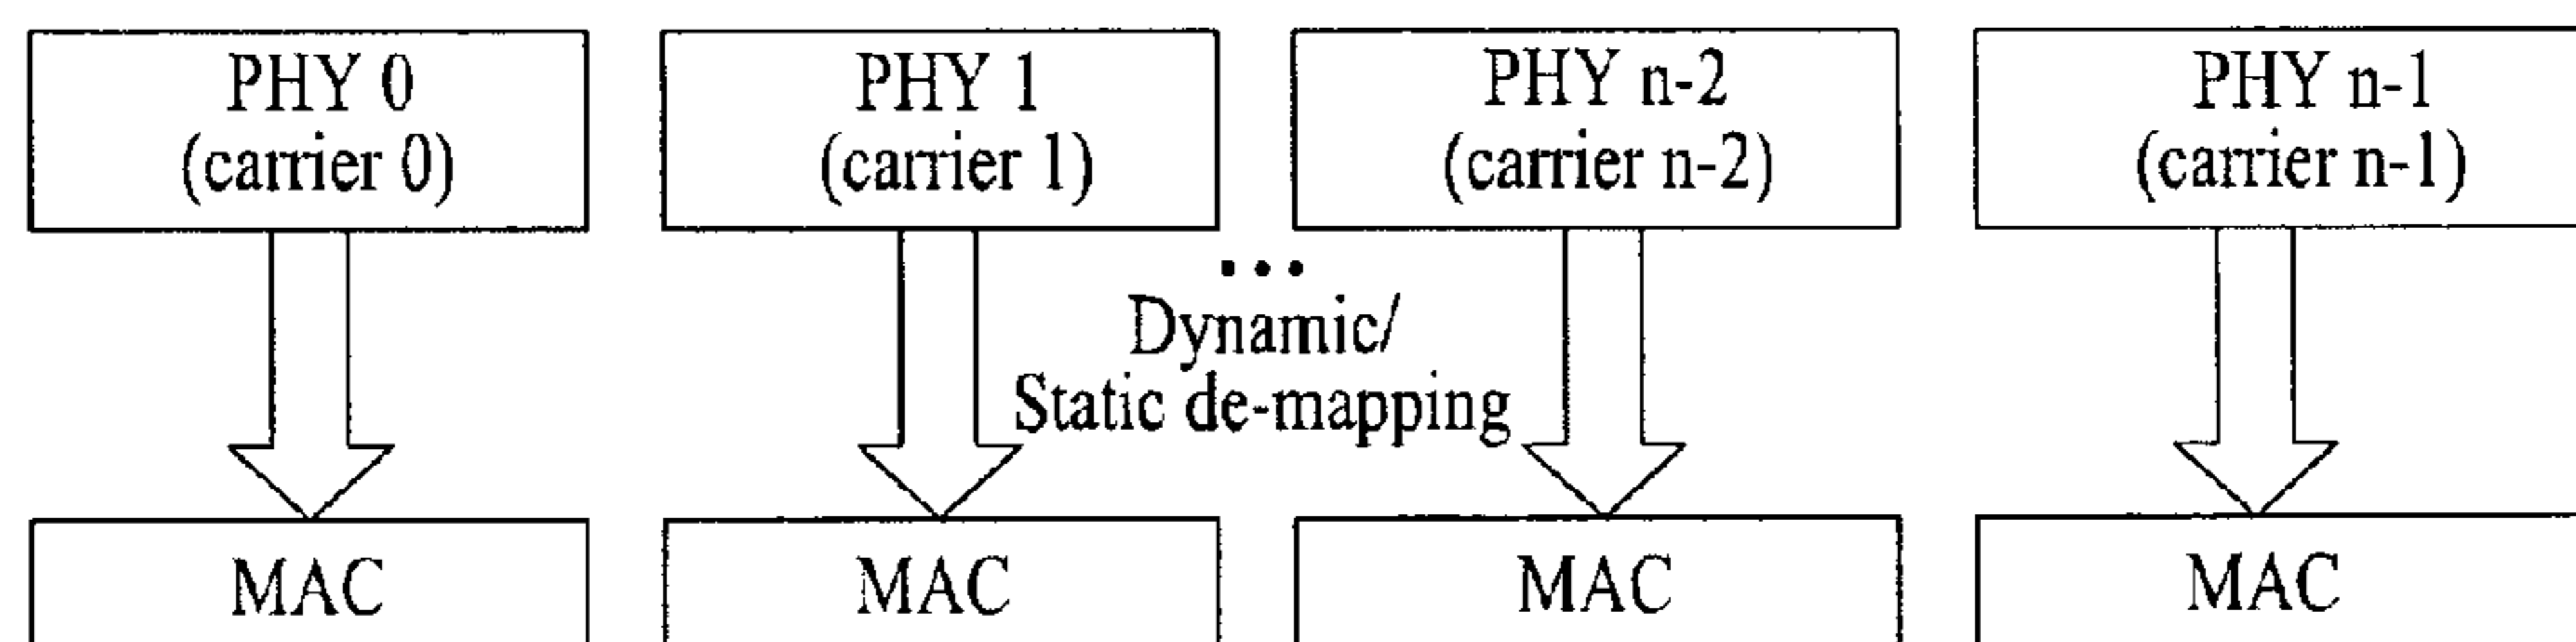 PHY 0
(carrier 0)
PHY 1
(carrier 1)
PHY n-2
(carrier n-2)
PHY n-1
(carrier n-1)
...
Dynamic/
Static de-mapping
MAC
MAC
MAC
MAC